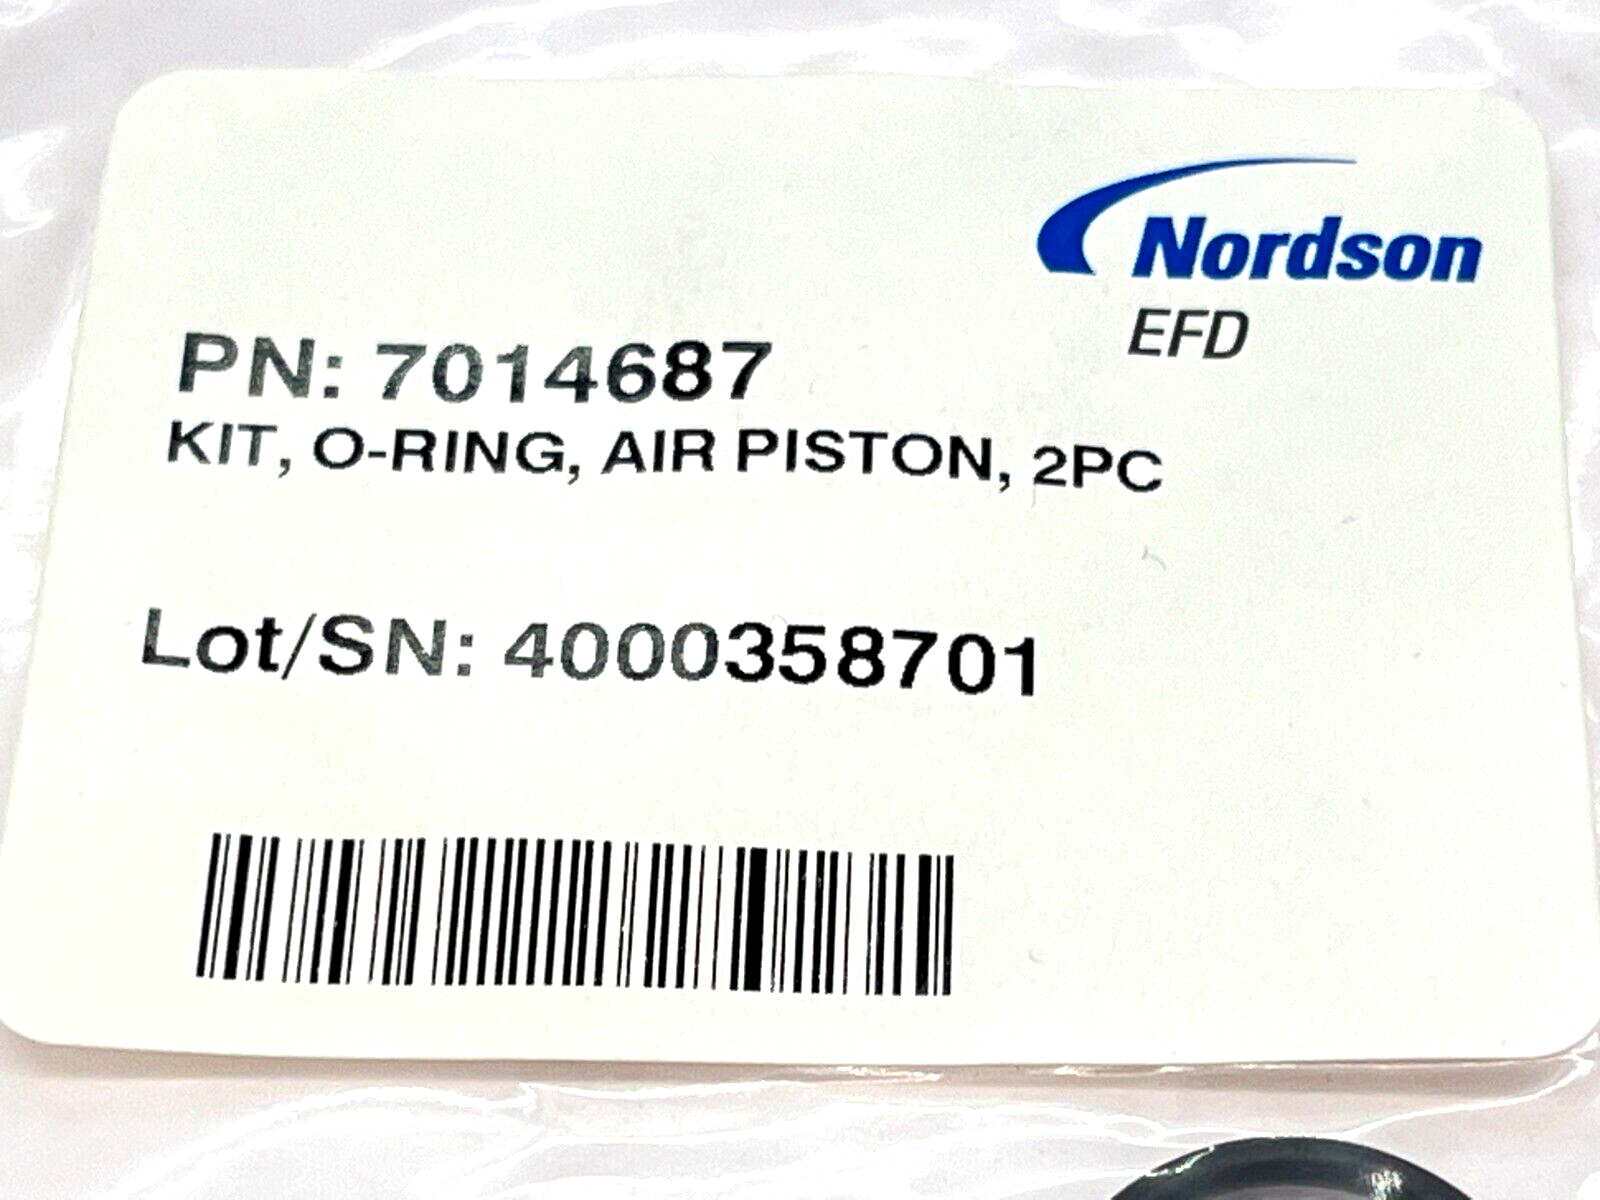 Nordson
EFD
PN: 7014687
KIT, O-RING, AIR PISTON, 2PC
Lot/SN: 4000358701